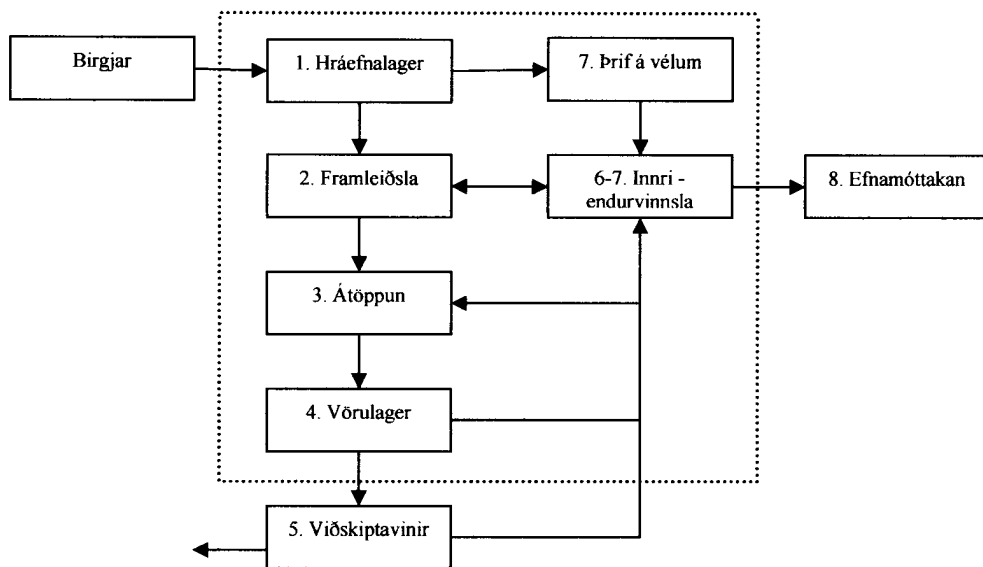 Birgjar
1. Hráefnalager
7. Þrif á vélum
2. Framleiðsla
6-7. Innri -
endurvinnsla
8. Efnamóttakan
3. Átöppun
4. Vörulager
5. Viðskiptavinir